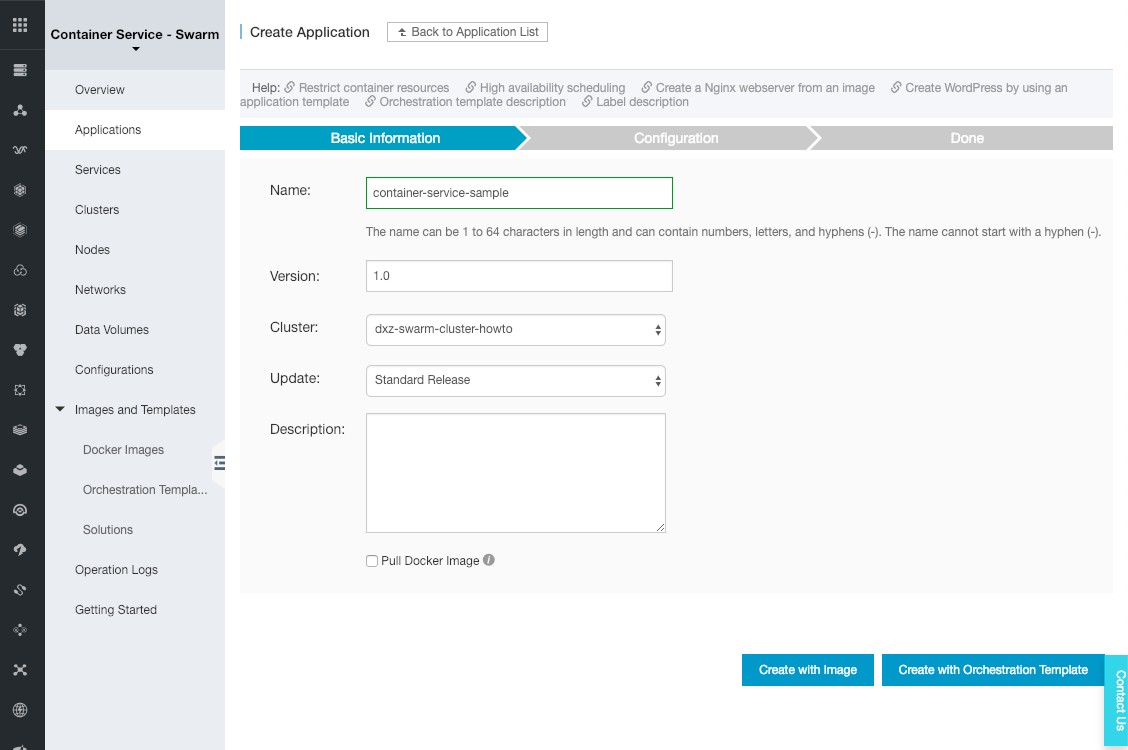 Container Service - Swarm
Overview
Applications
Services
Clusters
Nodes
Networks
Data Volumes
Configurations
Images and Templates
Docker Images
Orchestration Templa...
Solutions
Operation Logs
Getting Started
Create Application
Back to Application List
Help: Restrict container resources High availability scheduling Create a Nginx webserver from an image Create WordPress by using an
application template Orchestration template description Label description
Basic Information Configuration Done
Name: container-service-sample
The name can be 1 to 64 characters in length and can contain numbers, letters, and hyphens (-). The name cannot start with a hyphen (-).
Version: 1.0
Cluster: dxz-swarm-cluster-howto
Update: Standard Release
Description:
Pull Docker Image
Create with Image Create with Orchestration Template
Contact Us